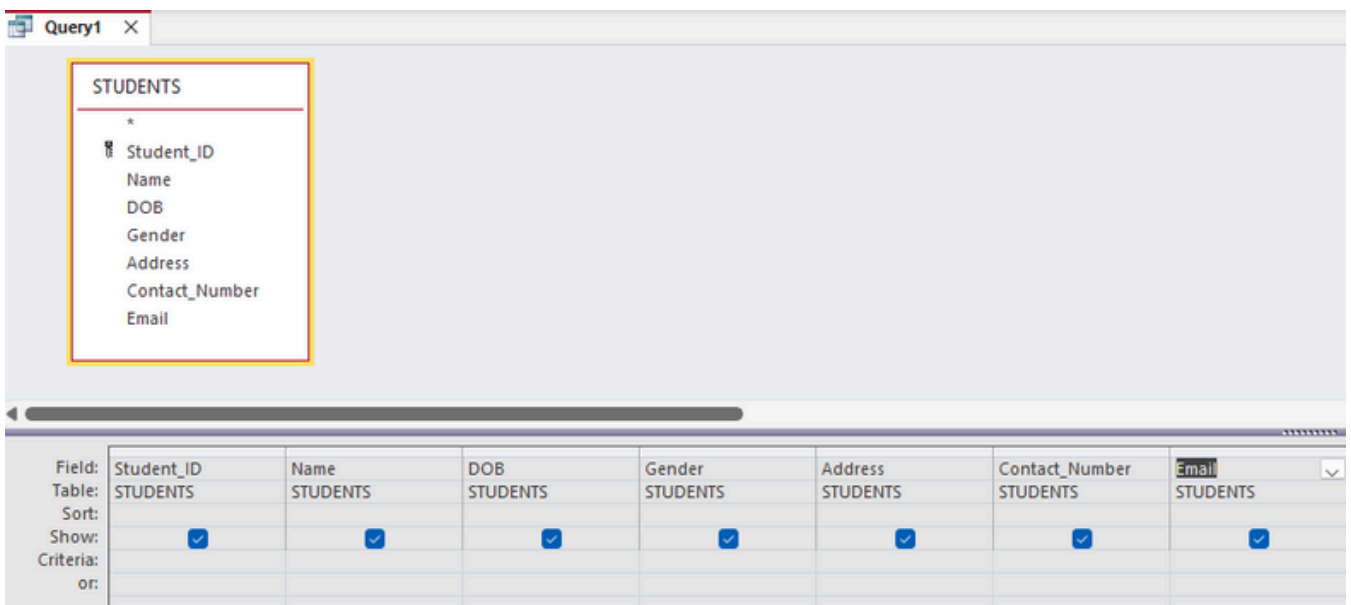 Query1
STUDENTS
*
Student_ID
Name
DOB
Gender
Address
Contact_Number
Email
Field: Student_ID Name DOB Gender Address Contact_Number Email
Table: STUDENTS STUDENTS STUDENTS STUDENTS STUDENTS STUDENTS STUDENTS
Sort:
Show:
Criteria:
or: